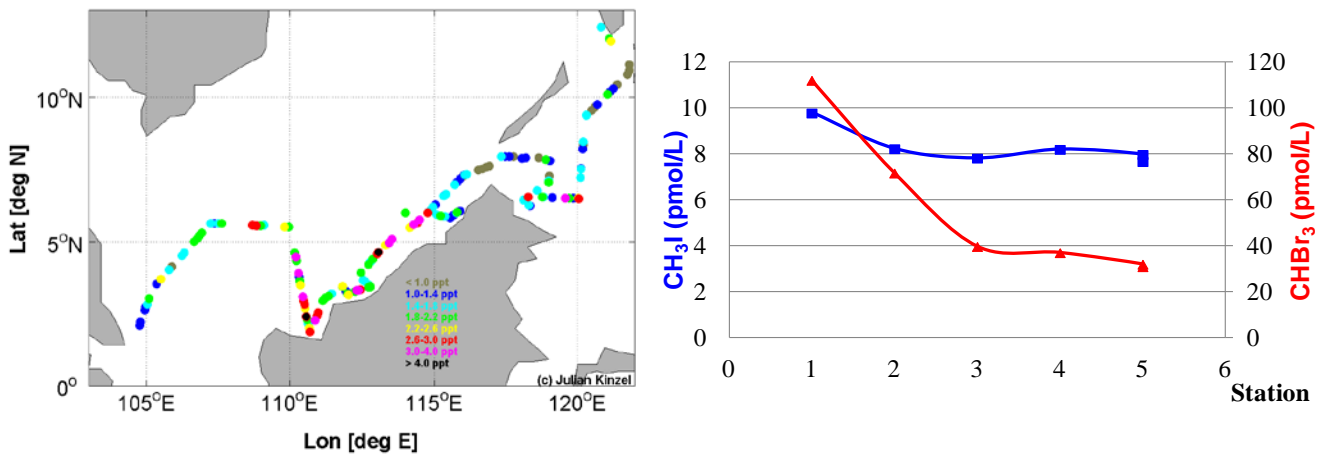 10°N
5°N
0°
Lat [deg N]
< 1.0 ppt
1.0-1.4 ppt
1.8-2.2 ppt
2.2-2.6 ppt
2.6-3.0 ppt
3.0-4.0 ppt
> 4.0 ppt
(c) Julian Kinzel
105°E 110°E 115°E 120°E
Lon [deg E]
12 120
10 100
8 80
6 60
4 40
2 20
0 0
CH₃I (pmol/L)
CHBr₃ (pmol/L)
0 1 2 3 4 5 6
Station